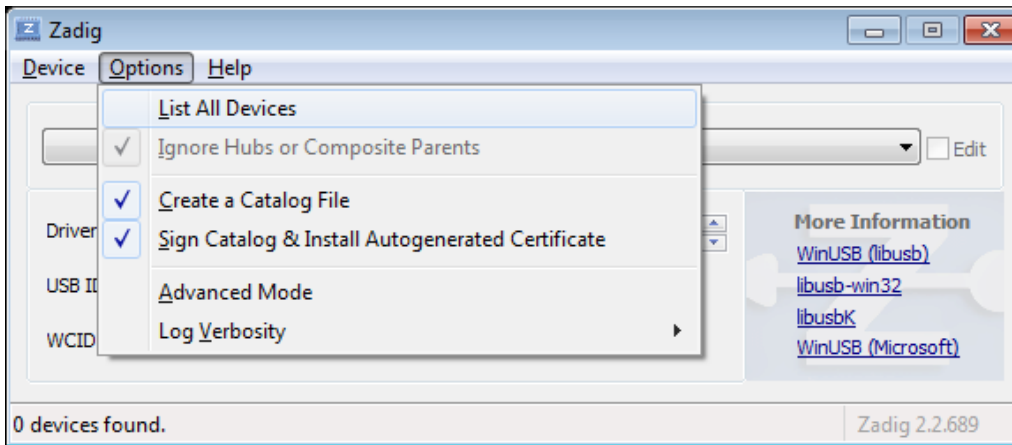 Z Zadig
Device Options Help
List All Devices
Ignore Hubs or Composite Parents
Edit
Create a Catalog File
Sign Catalog & Install Autogenerated Certificate
Advanced Mode
Log Verbosity
Driver
USB ID
WCID
More Information
WinUSB (libusb)
libusb-win32
libusbK
WinUSB (Microsoft)
0 devices found.
Zadig 2.2.689